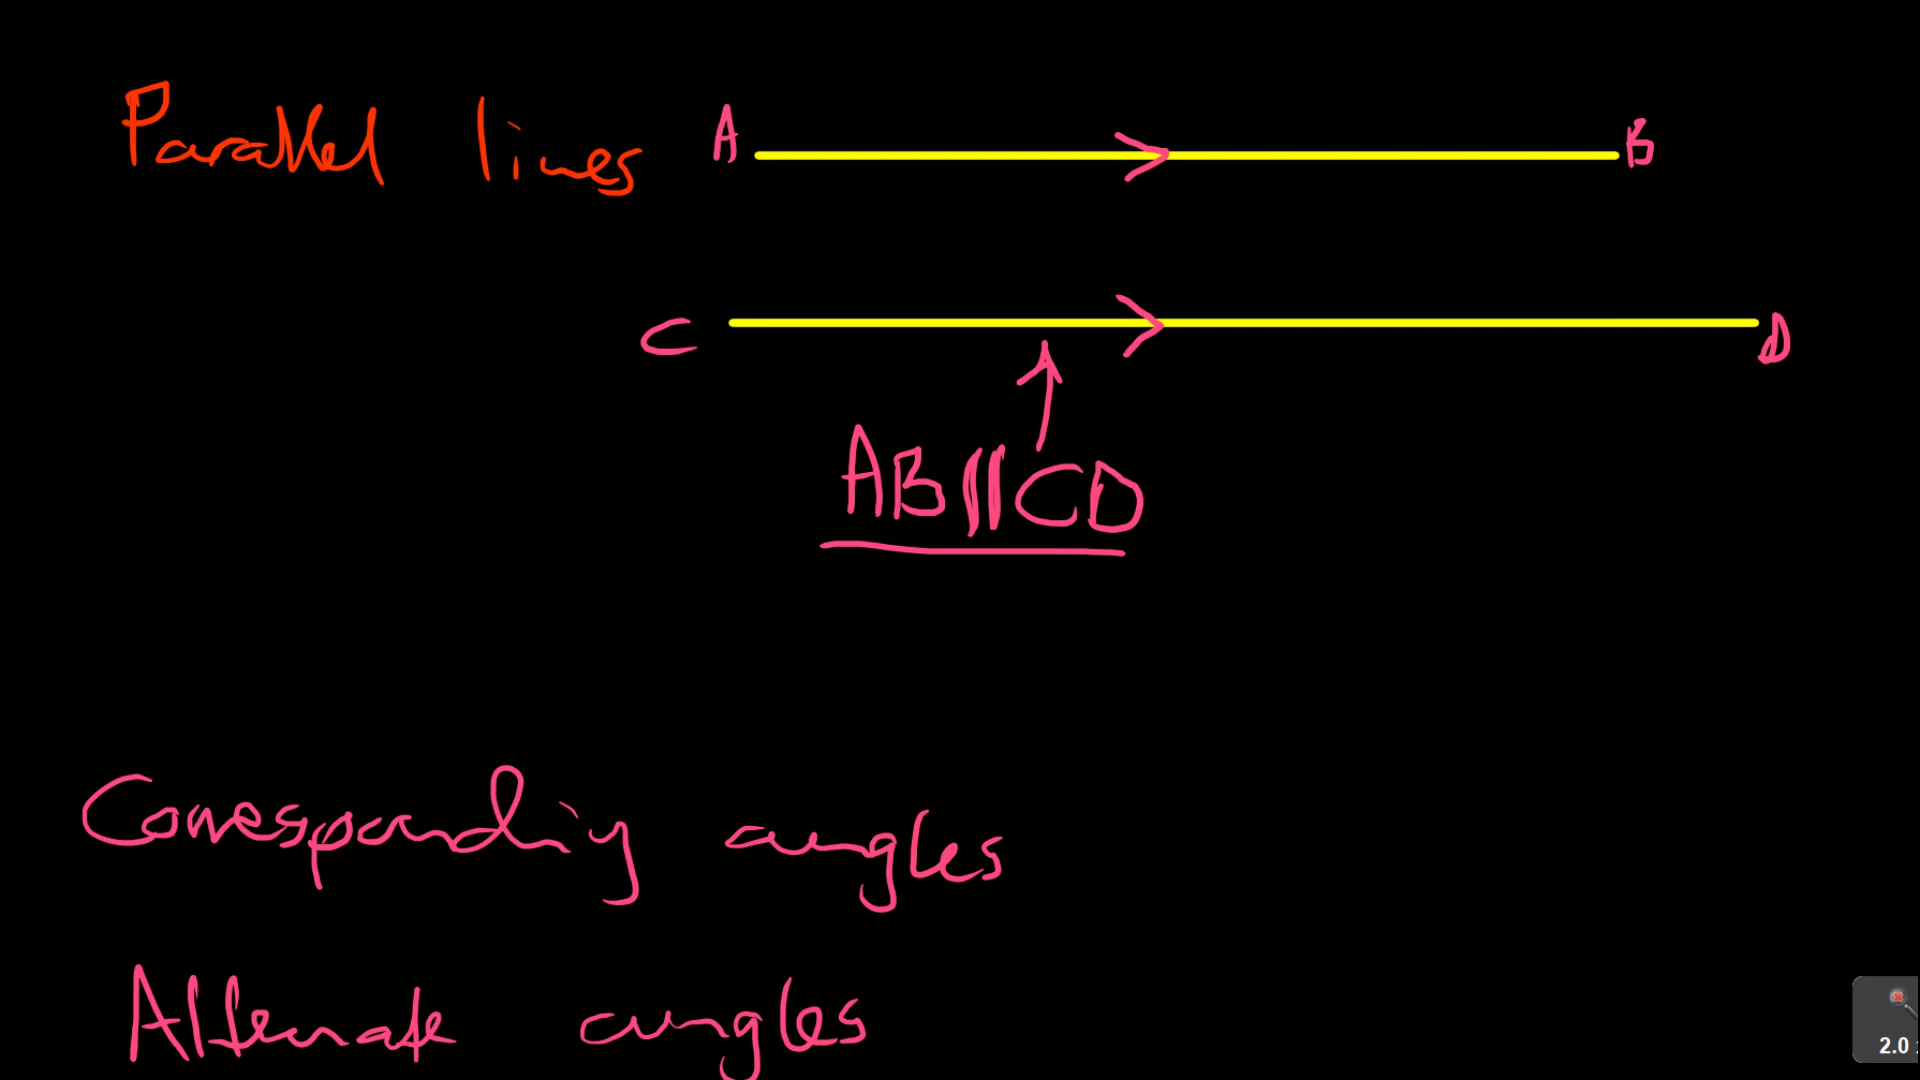 Parallel lines A B
C D
AB||CD
Corresponding angles
Alternate angles
2.0